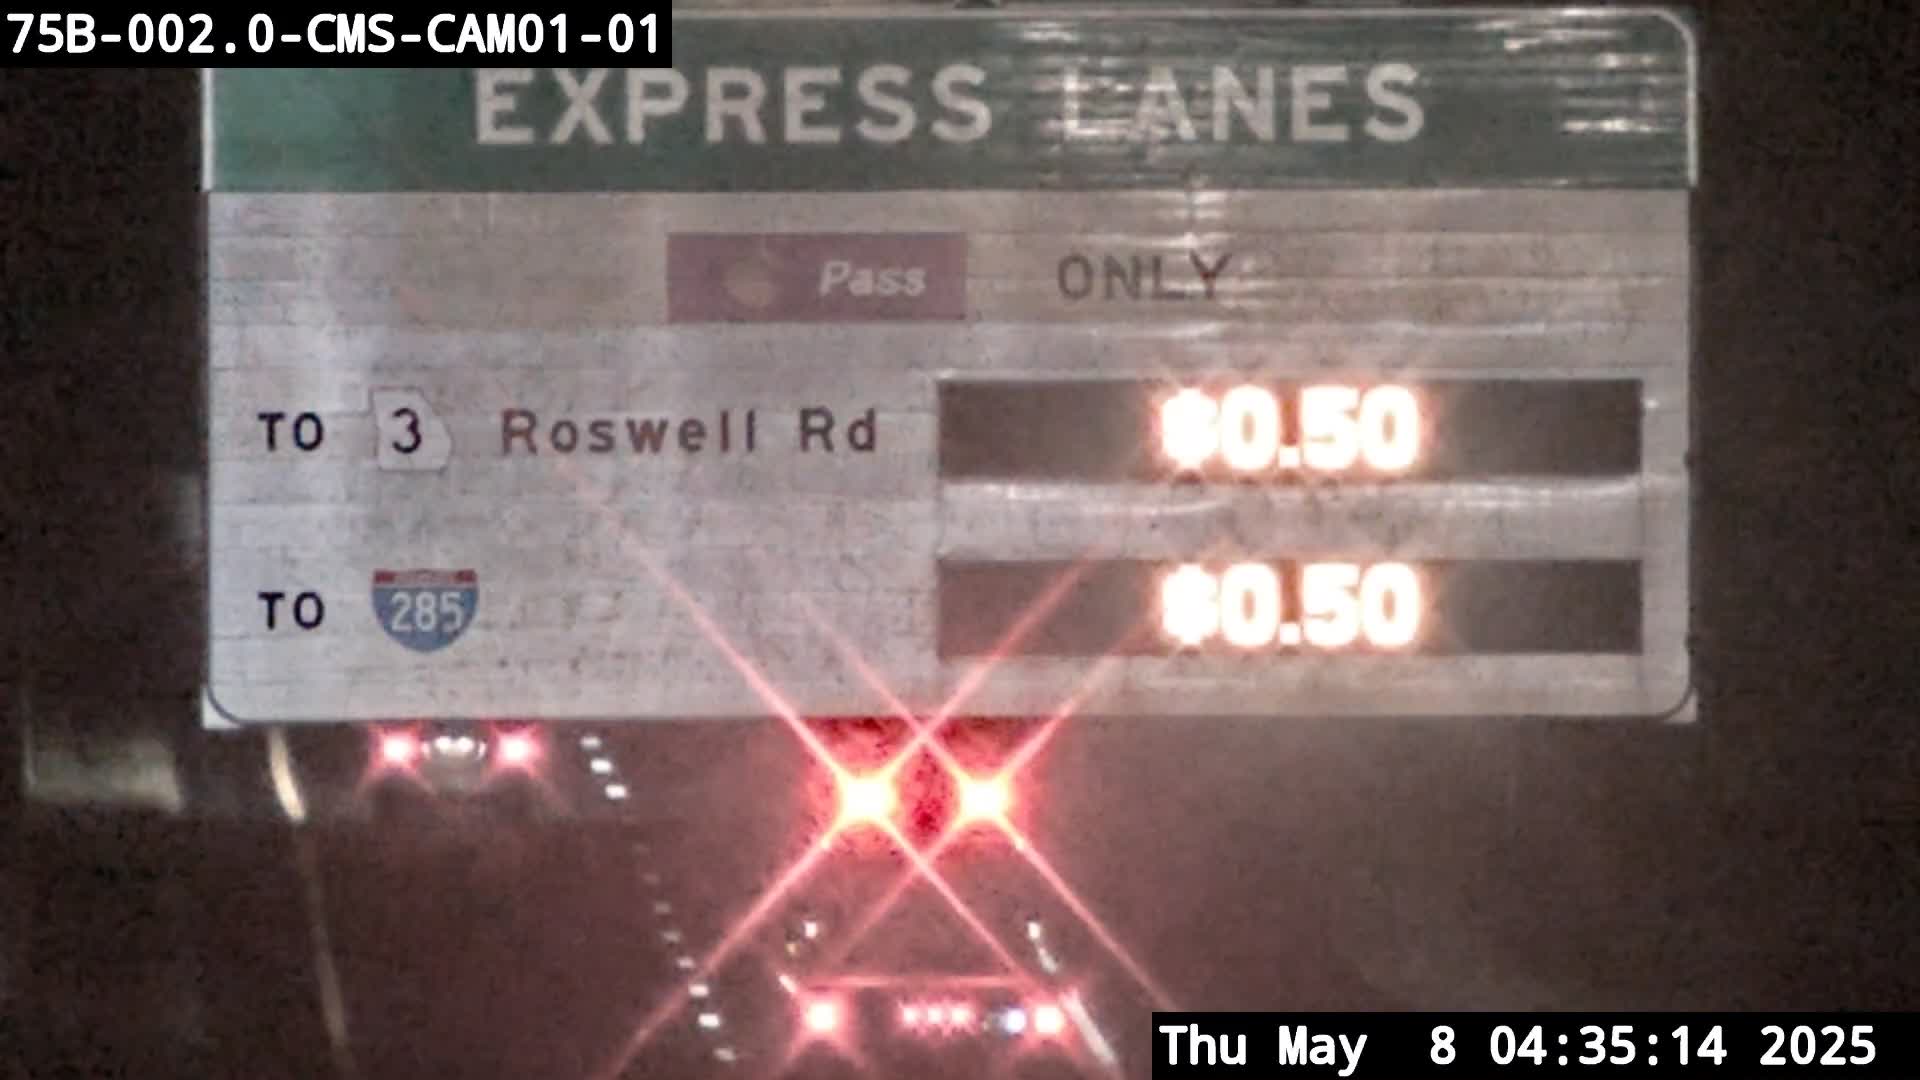 75B-002.0-CMS-CAM01-01
EXPRESS LANES
Pass ONLY
TO 3 Roswell Rd $0.50
TO 285 $0.50
Thu May 8 04:35:14 2025